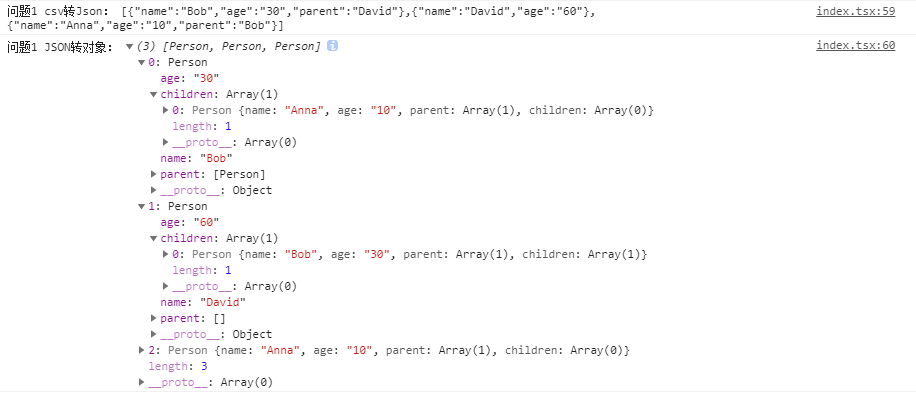 问题1 csv转Json： [{"name":"Bob","age":"30","parent":"David"},{"name":"David","age":"60"}, index.tsx:59
{"name":"Anna","age":"10","parent":"Bob"}]
问题1 JSON转对象： ▼(3) [Person, Person, Person] i index.tsx:60
▼0: Person
age: "30"
▼children: Array(1)
▶0: Person {name: "Anna", age: "10", parent: Array(1), children: Array(0)}
length: 1
▶__proto__: Array(0)
name: "Bob"
▶parent: [Person]
▶__proto__: Object
▼1: Person
age: "60"
▼children: Array(1)
▶0: Person {name: "Bob", age: "30", parent: Array(1), children: Array(1)}
length: 1
▶__proto__: Array(0)
name: "David"
▶parent: []
▶__proto__: Object
▶2: Person {name: "Anna", age: "10", parent: Array(1), children: Array(0)}
length: 3
▶__proto__: Array(0)